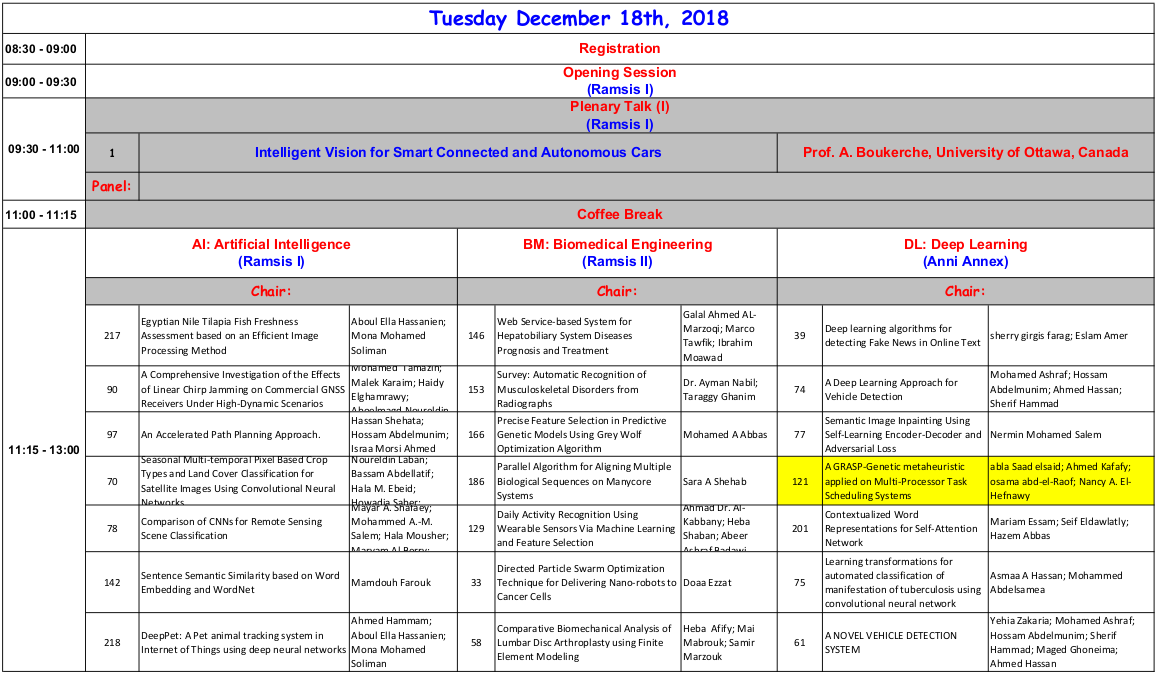 Tuesday December 18th, 2018
08:30 - 09:00
Registration
09:00 - 09:30
Opening Session
(Ramsis I)
09:30 - 11:00
Plenary Talk (I)
(Ramsis I)
1
Intelligent Vision for Smart Connected and Autonomous Cars
Prof. A. Boukerche, University of Ottawa, Canada
Panel:
11:00 - 11:15
Coffee Break
11:15 - 13:00
AI: Artificial Intelligence
(Ramsis I)
BM: Biomedical Engineering
(Ramsis II)
DL: Deep Learning
(Anni Annex)
Chair:
Chair:
Chair:
217
Egyptian Nile Tilapia Fish Freshness
Assessment based on an Efficient Image
Processing Method
Aboul Ella Hassanien;
Mona Mohamed
Soliman
146
Web Service-based System for
Hepatobiliary System Diseases
Prognosis and Treatment
Galal Ahmed AL-
Marzoqi; Marco
Tawfik; Ibrahim
Moawad
39
Deep learning algorithms for
detecting Fake News in Online Text
sherry girgis farag; Eslam Amer
90
A Comprehensive Investigation of the Effects
of Linear Chirp Jamming on Commercial GNSS
Receivers Under High-Dynamic Scenarios
Mohamed Tamazin;
Malek Karaim; Haidy
Elghamrawy;
Aboelmagd Noureldin
153
Survey: Automatic Recognition of
Musculoskeletal Disorders from
Radiographs
Dr. Ayman Nabil;
Taraggy Ghanim
74
A Deep Learning Approach for
Vehicle Detection
Mohamed Ashraf; Hossam
Abdelmunim; Ahmed Hassan;
Sherif Hammad
97
An Accelerated Path Planning Approach.
Hassan Shehata;
Hossam Abdelmunim;
Israa Morsi Ahmed
166
Precise Feature Selection in Predictive
Genetic Models Using Grey Wolf
Optimization Algorithm
Mohamed A Abbas
77
Semantic Image Inpainting Using
Self-Learning Encoder-Decoder and
Adversarial Loss
Nermin Mohamed Salem
70
Seasonal Multi-temporal Pixel Based Crop
Types and Land Cover Classification for
Satellite Images Using Convolutional Neural
Networks
Noureldin Laban;
Bassam Abdellatif;
Hala M. Ebeid;
Howadia Saber;
186
Parallel Algorithm for Aligning Multiple
Biological Sequences on Manycore
Systems
Sara A Shehab
121
A GRASP-Genetic metaheuristic
applied on Multi-Processor Task
Scheduling Systems
abla Saad elsaid; Ahmed Kafafy;
osama abd-el-Raof; Nancy A. El-
Hefnawy
78
Comparison of CNNs for Remote Sensing
Scene Classification
Mayar A. Shafaey;
Mohammed A.-M.
Salem; Hala Mousher;
Maryam Al Berry;
129
Daily Activity Recognition Using
Wearable Sensors Via Machine Learning
and Feature Selection
Ahmad Dr. Al-
Kabbany; Heba
Shaban; Abeer
Ashraf Badawi
201
Contextualized Word
Representations for Self-Attention
Network
Mariam Essam; Seif Eldawlatly;
Hazem Abbas
142
Sentence Semantic Similarity based on Word
Embedding and WordNet
Mamdouh Farouk
33
Directed Particle Swarm Optimization
Technique for Delivering Nano-robots to
Cancer Cells
Doaa Ezzat
75
Learning transformations for
automated classification of
manifestation of tuberculosis using
convolutional neural network
Asmaa A Hassan; Mohammed
Abdelsamea
218
DeepPet: A Pet animal tracking system in
Internet of Things using deep neural networks
Ahmed Hammam;
Aboul Ella Hassanien;
Mona Mohamed
Soliman
58
Comparative Biomechanical Analysis of
Lumbar Disc Arthroplasty using Finite
Element Modeling
Heba Afify; Mai
Mabrouk; Samir
Marzouk
61
A NOVEL VEHICLE DETECTION
SYSTEM
Yehia Zakaria; Mohamed Ashraf;
Hossam Abdelmunim; Sherif
Hammad; Maged Ghoneima;
Ahmed Hassan